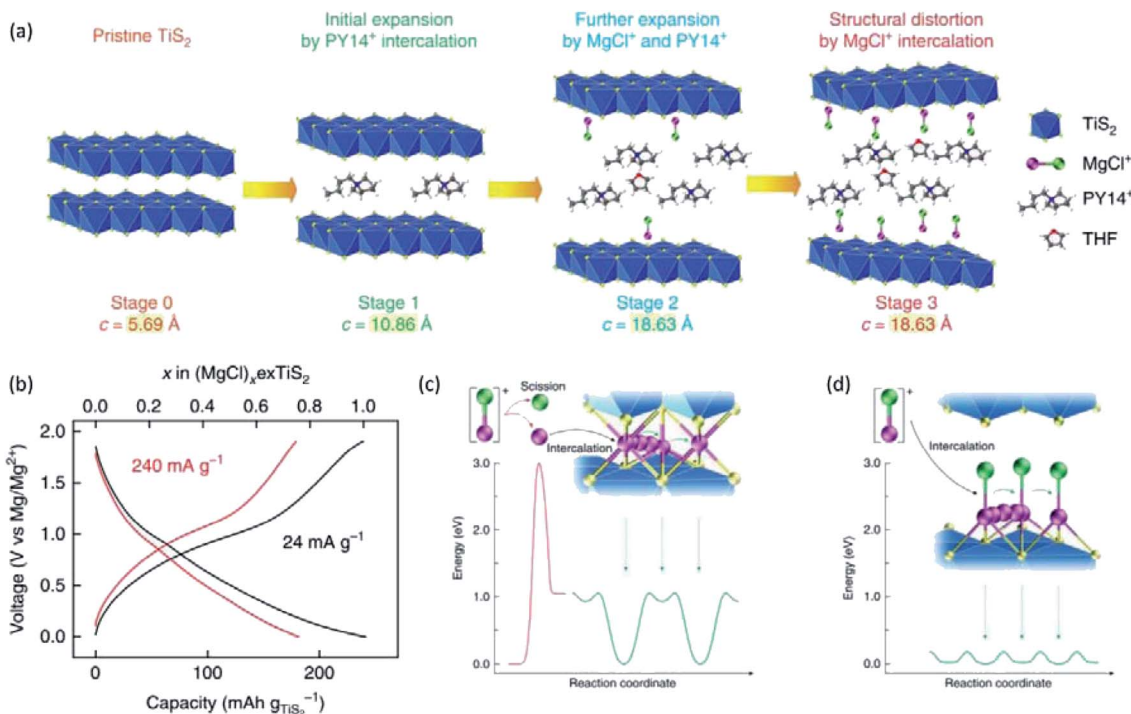 (a)
Pristine TiS₂
Initial expansion
by PY14⁺ intercalation
Further expansion
by MgCl⁺ and PY14⁺
Structural distortion
by MgCl⁺ intercalation
TiS₂
MgCl⁺
PY14⁺
THF
Stage 0
c = 5.69 Å
Stage 1
c = 10.86 Å
Stage 2
c = 18.63 Å
Stage 3
c = 18.63 Å
(b)
x in (MgCl)ₓexTiS₂
0.0 0.2 0.4 0.6 0.8 1.0
2.0
1.5
1.0
0.5
0.0
Voltage (V vs Mg/Mg²⁺)
240 mA g⁻¹
24 mA g⁻¹
0 100 200
Capacity (mAh g_TiS₂⁻¹)
(c)
+
Scission
Intercalation
3.0
2.0
1.0
0.0
Energy (eV)
Reaction coordinate
(d)
+
Intercalation
3.0
2.0
1.0
0.0
Energy (eV)
Reaction coordinate